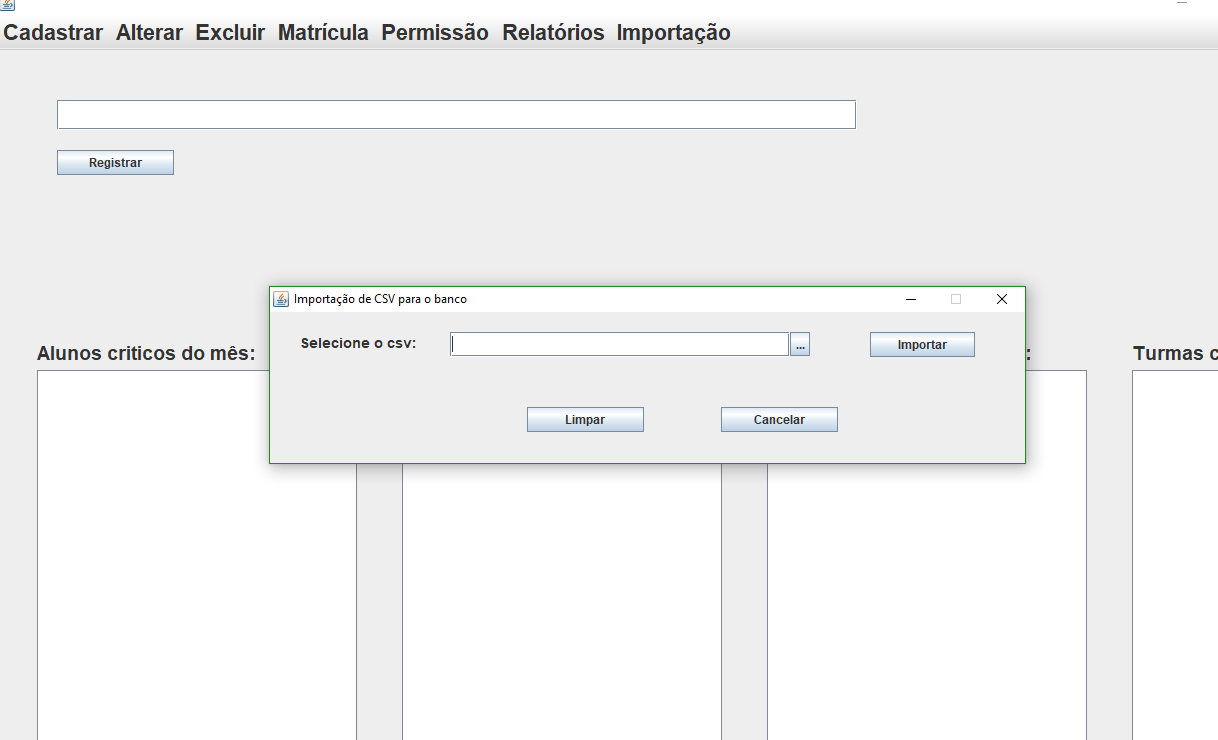 Cadastrar Alterar Excluir Matrícula Permissão Relatórios Importação
Registrar
Importação de CSV para o banco
Selecione o csv:
...
Importar
Limpar
Cancelar
Alunos criticos do mês:
:
Turmas c